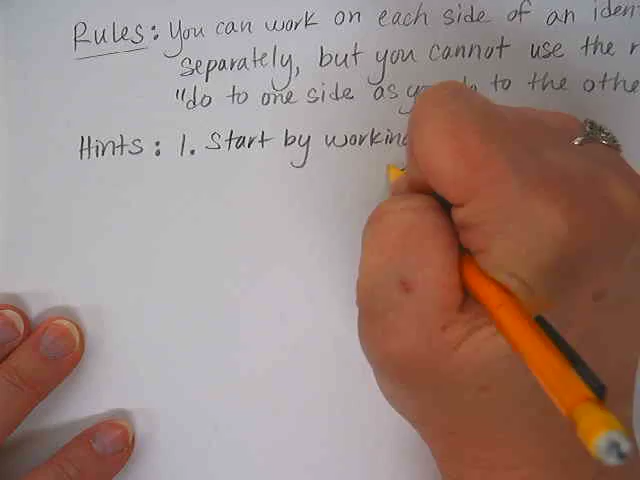 Rules: You can work on each side of an
separately, but you cannot use the
"do to one side as to the
Hints: 1. Start by working